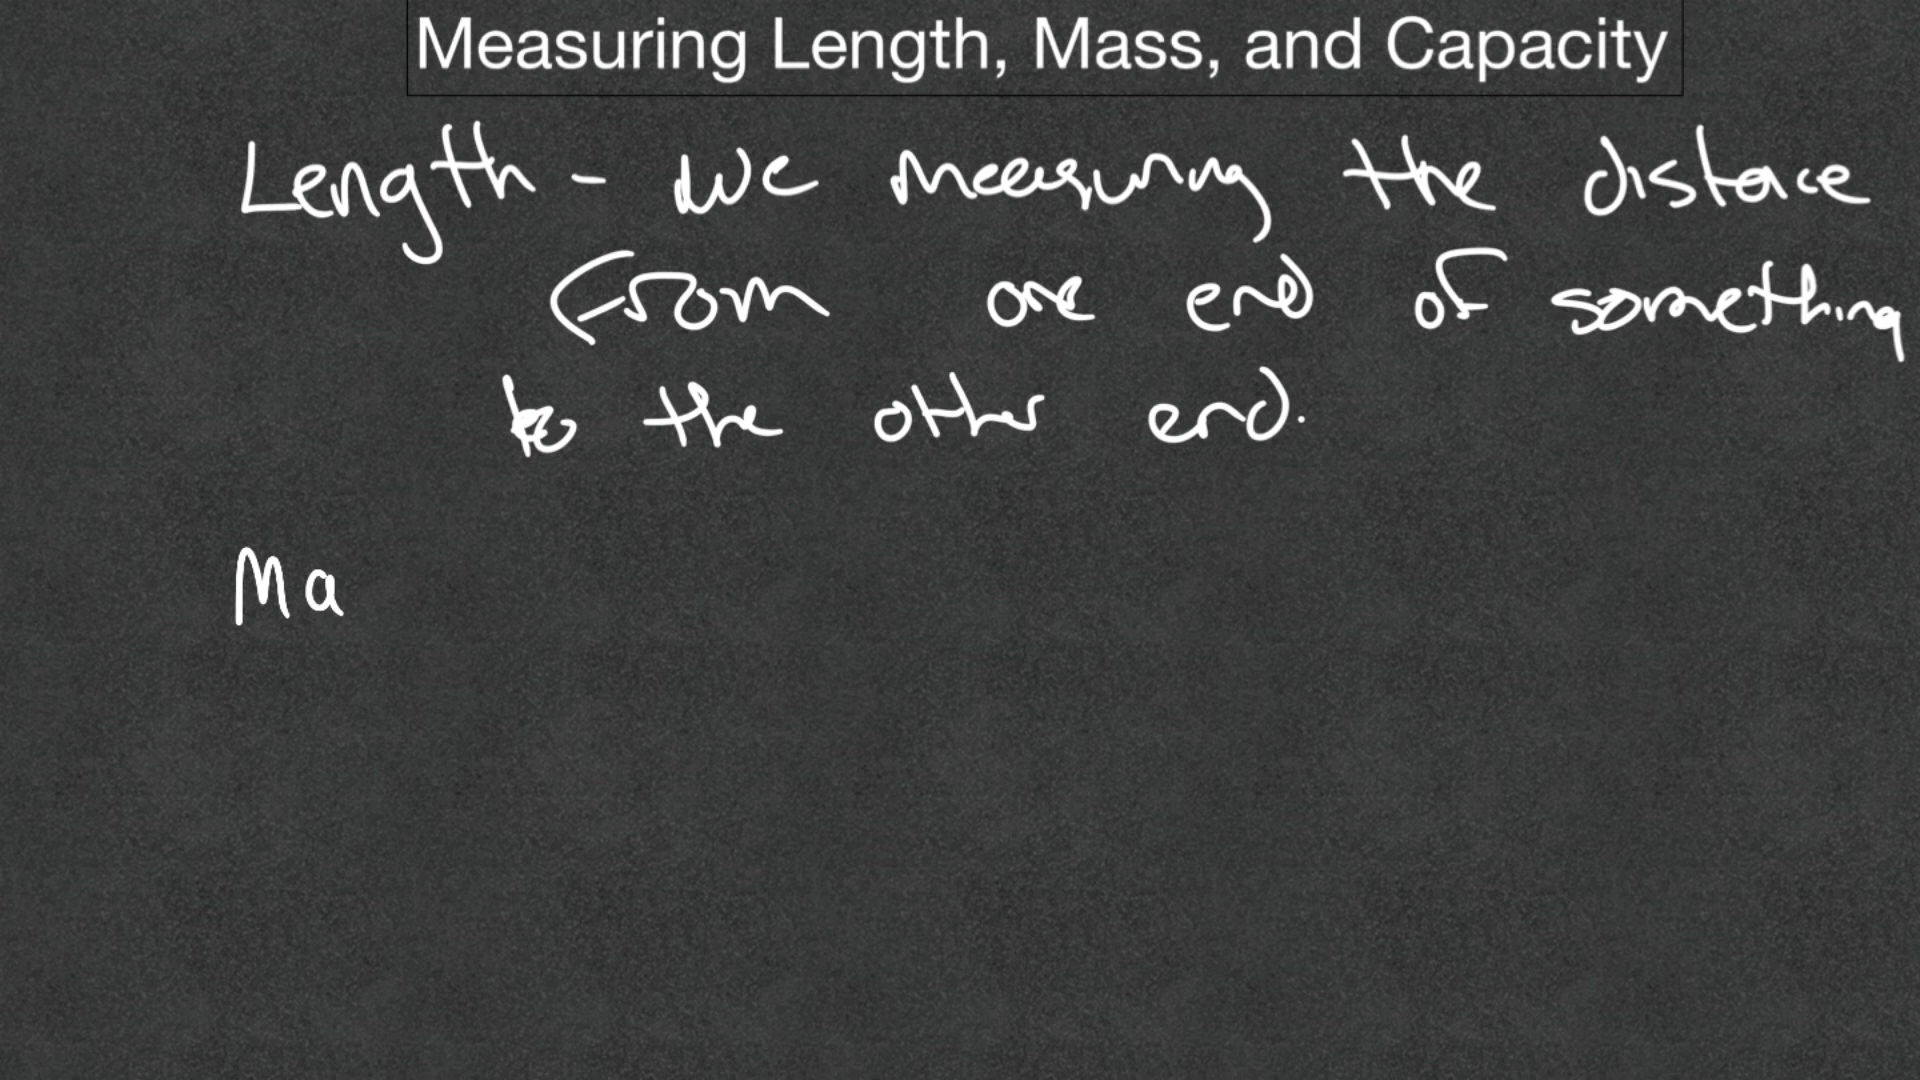 Measuring Length, Mass, and Capacity
Length - we measuring the distance
from one end of something
to the other end.
Ma